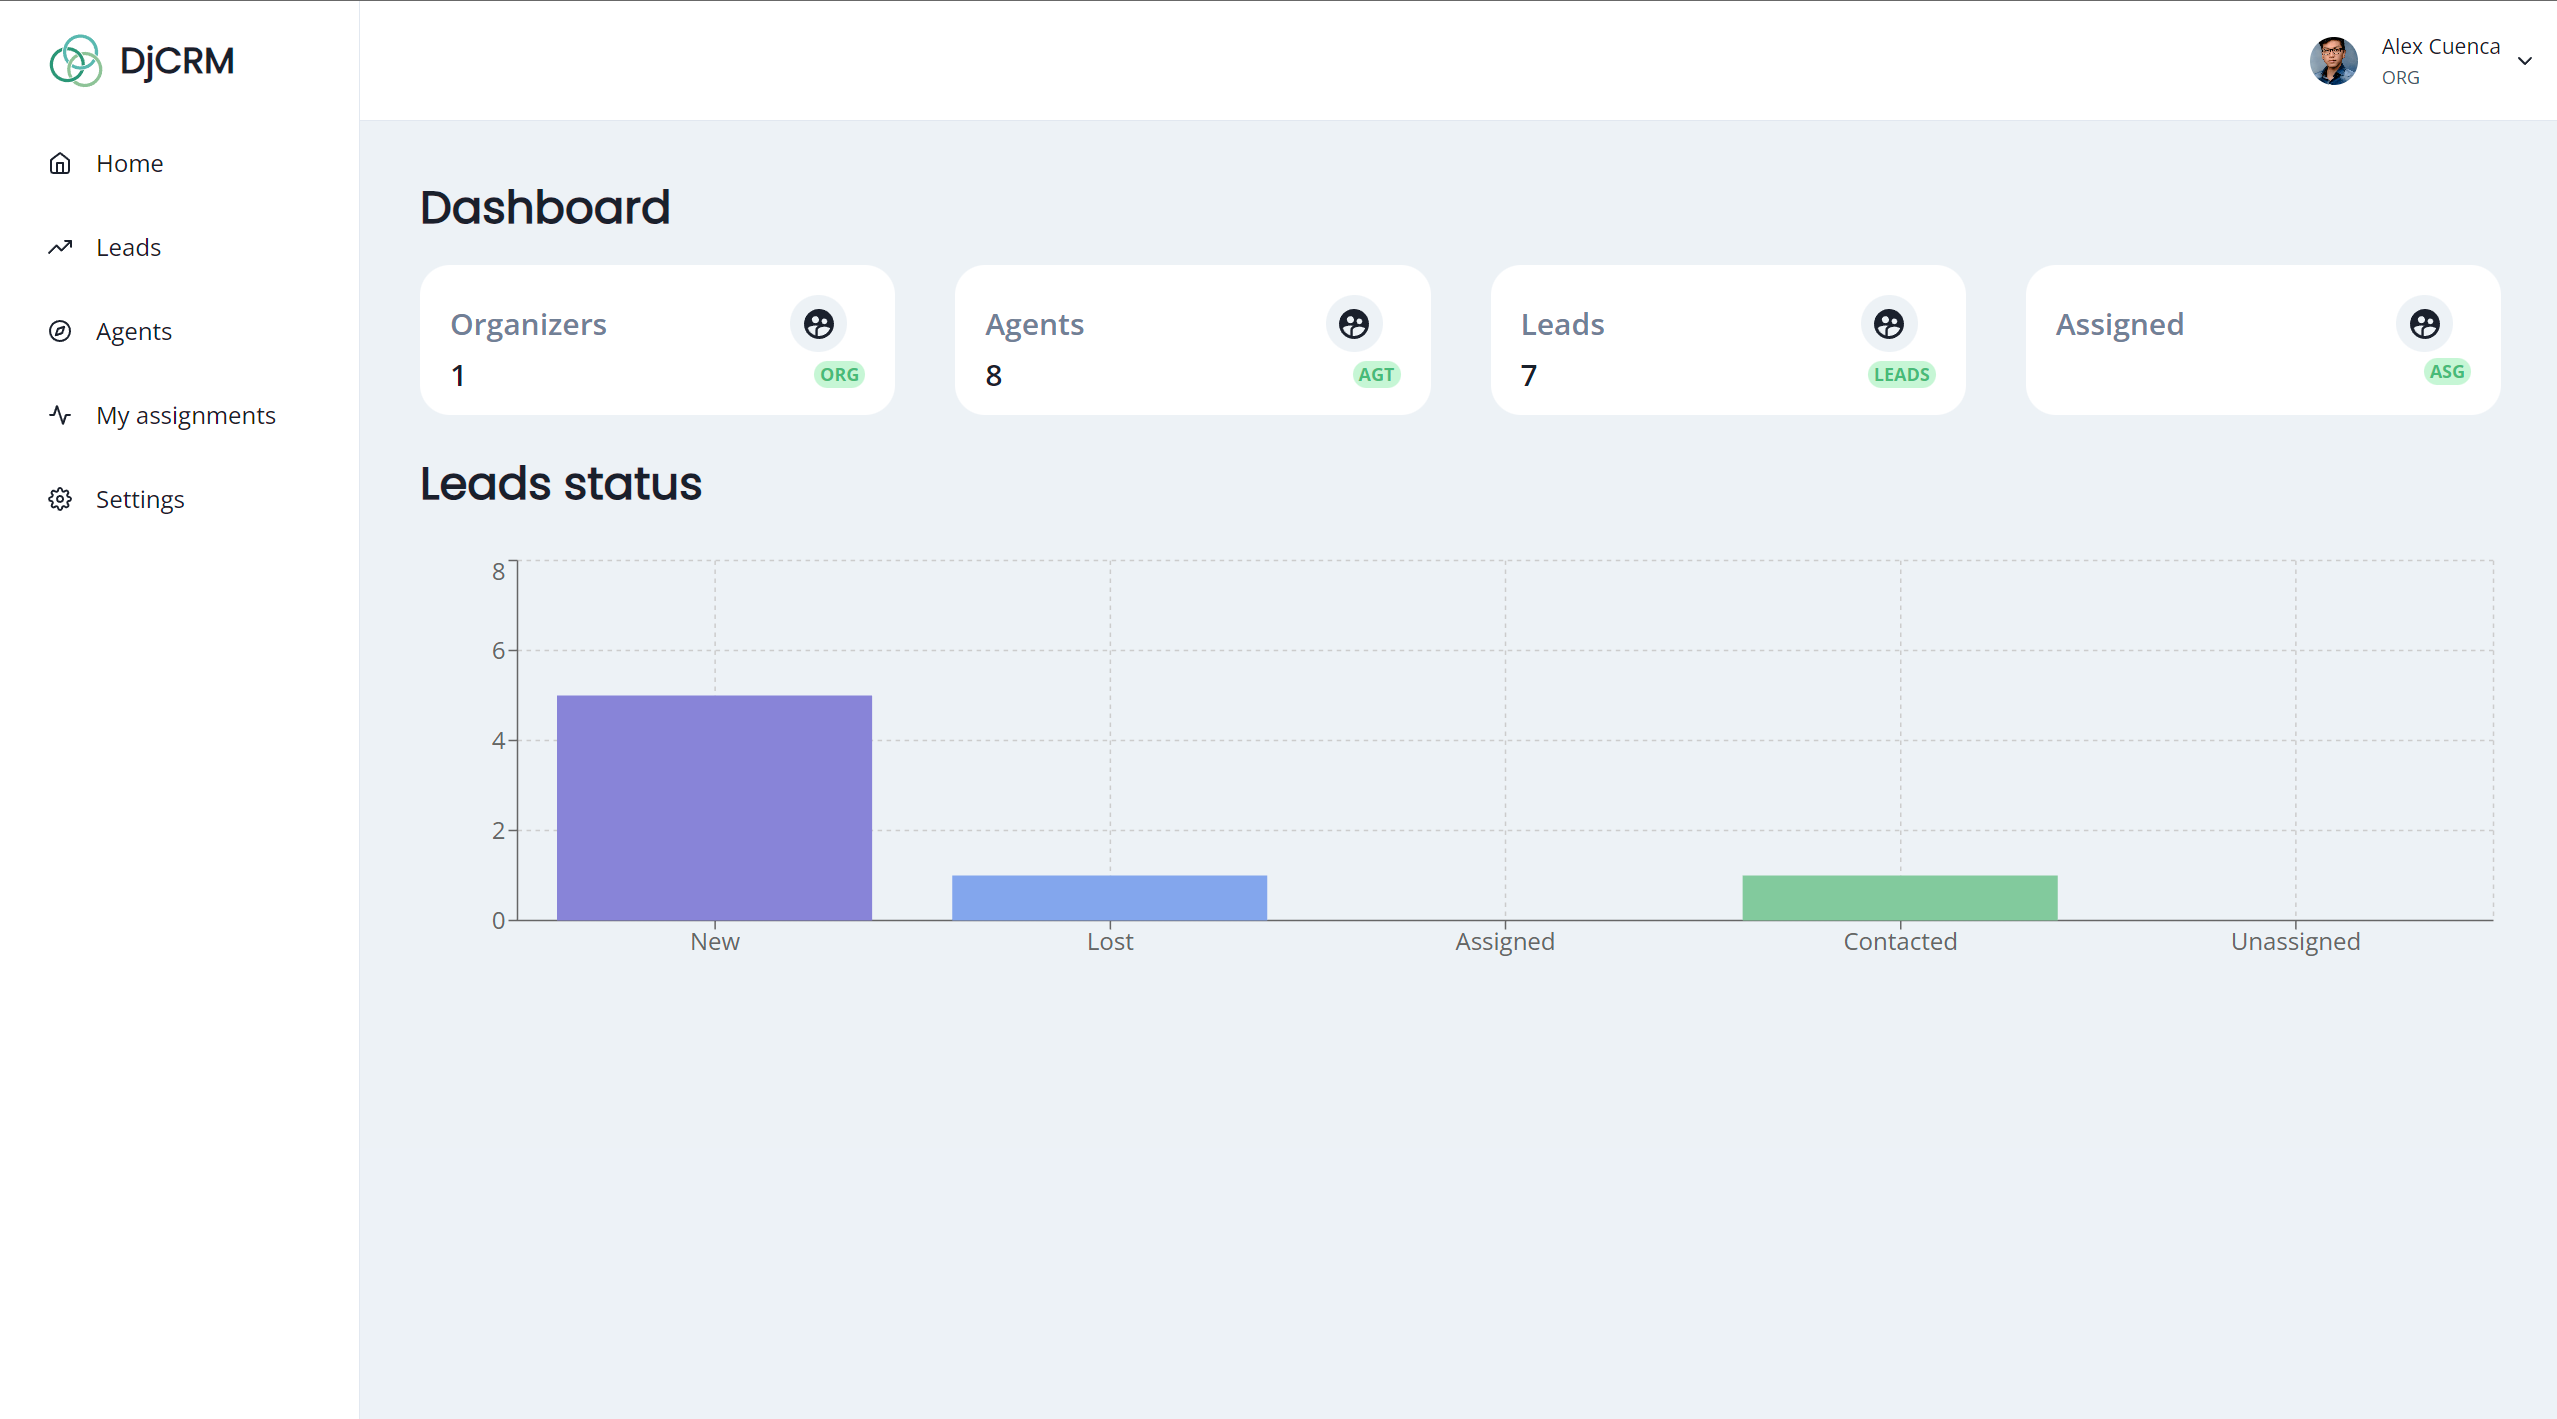 DjCRM
Alex Cuenca
ORG
Home
Leads
Agents
My assignments
Settings
Dashboard
Organizers
1
ORG
Agents
8
AGT
Leads
7
LEADS
Assigned
ASG
Leads status
8
6
4
2
0
New
Lost
Assigned
Contacted
Unassigned